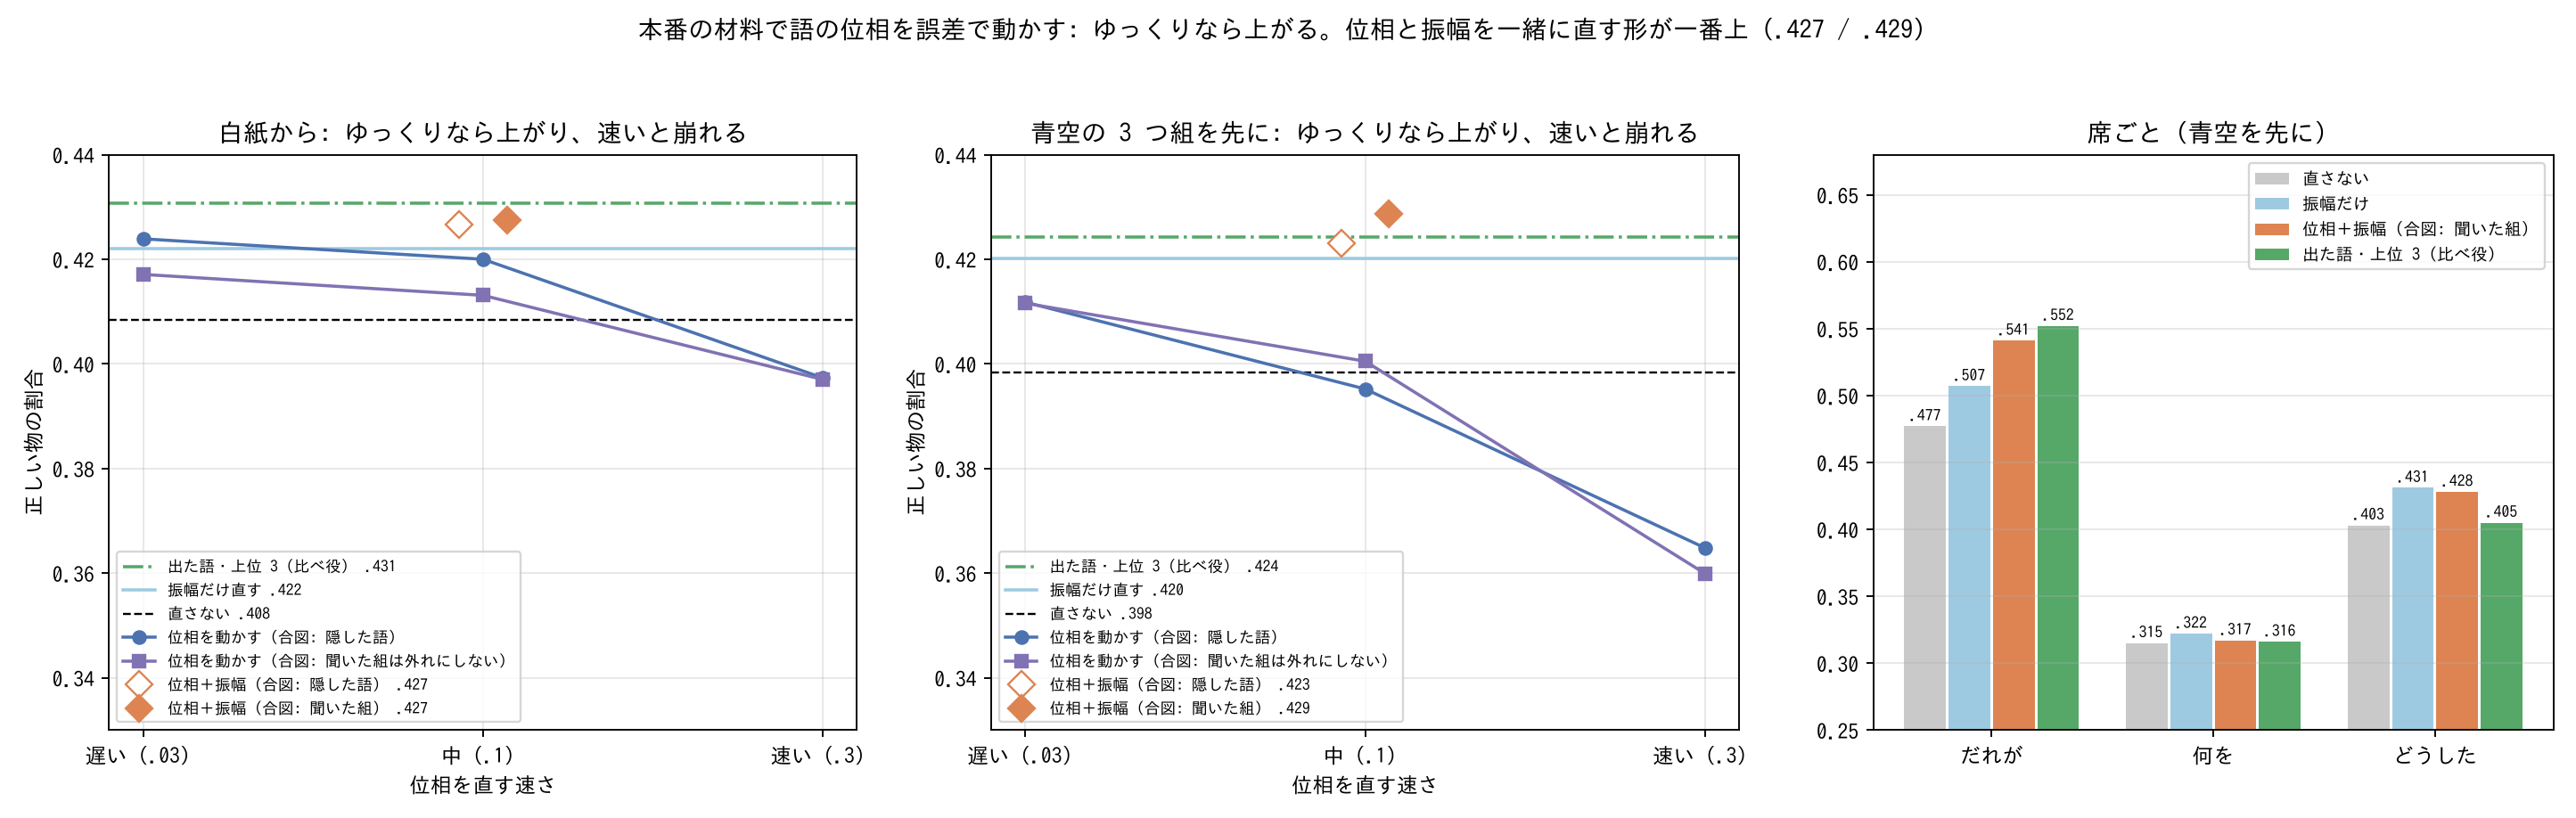 本番の材料で語の位相を誤差で動かす: ゆっくりなら上がる。位相と振幅を一緒に直す形が一番上 (.427 / .429)
白紙から: ゆっくりなら上がり、速いと崩れる
正しい物の割合
0.44
0.42
0.40
0.38
0.36
0.34
出た語・上位 3（比べ役） .431
振幅だけ直す .422
直さない .408
位相を動かす（合図: 隠した語）
位相を動かす（合図: 聞いた組は外れにしない）
位相＋振幅（合図: 隠した語） .427
位相＋振幅（合図: 聞いた組） .427
遅い (.03)
中 (.1)
速い (.3)
位相を直す速さ
青空の 3 つ組を先に: ゆっくりなら上がり、速いと崩れる
正しい物の割合
0.44
0.42
0.40
0.38
0.36
0.34
出た語・上位 3（比べ役） .424
振幅だけ直す .420
直さない .398
位相を動かす（合図: 隠した語）
位相を動かす（合図: 聞いた組は外れにしない）
位相＋振幅（合図: 隠した語） .423
位相＋振幅（合図: 聞いた組） .429
遅い (.03)
中 (.1)
速い (.3)
位相を直す速さ
席ごと（青空を先に）
0.65
0.60
0.55
0.50
0.45
0.40
0.35
0.30
0.25
直さない
振幅だけ
位相＋振幅（合図: 聞いた組）
出た語・上位 3（比べ役）
.477
.507
.541
.552
.315
.322
.317
.316
.403
.431
.428
.405
だれが
何を
どうした